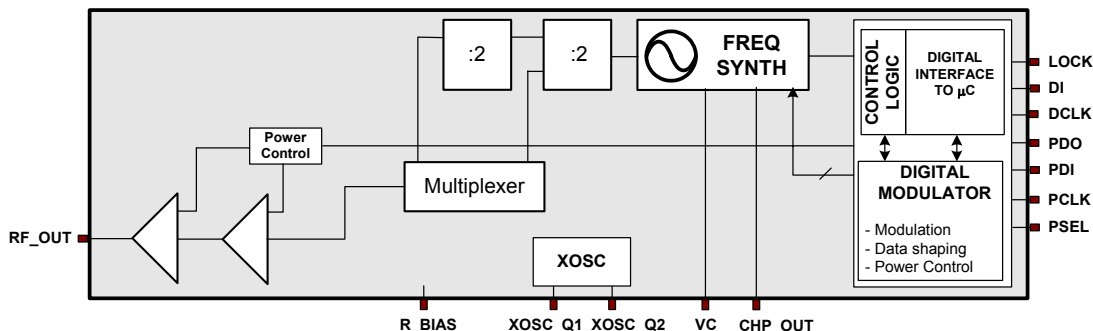 :2
:2
FREQ
SYNTH
CONTROL
LOGIC
DIGITAL
INTERFACE
TO µC
LOCK
DI
DCLK
PDO
PDI
PCLK
PSEL
Power
Control
Multiplexer
DIGITAL
MODULATOR
- Modulation
- Data shaping
- Power Control
RF_OUT
XOSC
R_BIAS
XOSC_Q1
XOSC_Q2
VC
CHP_OUT